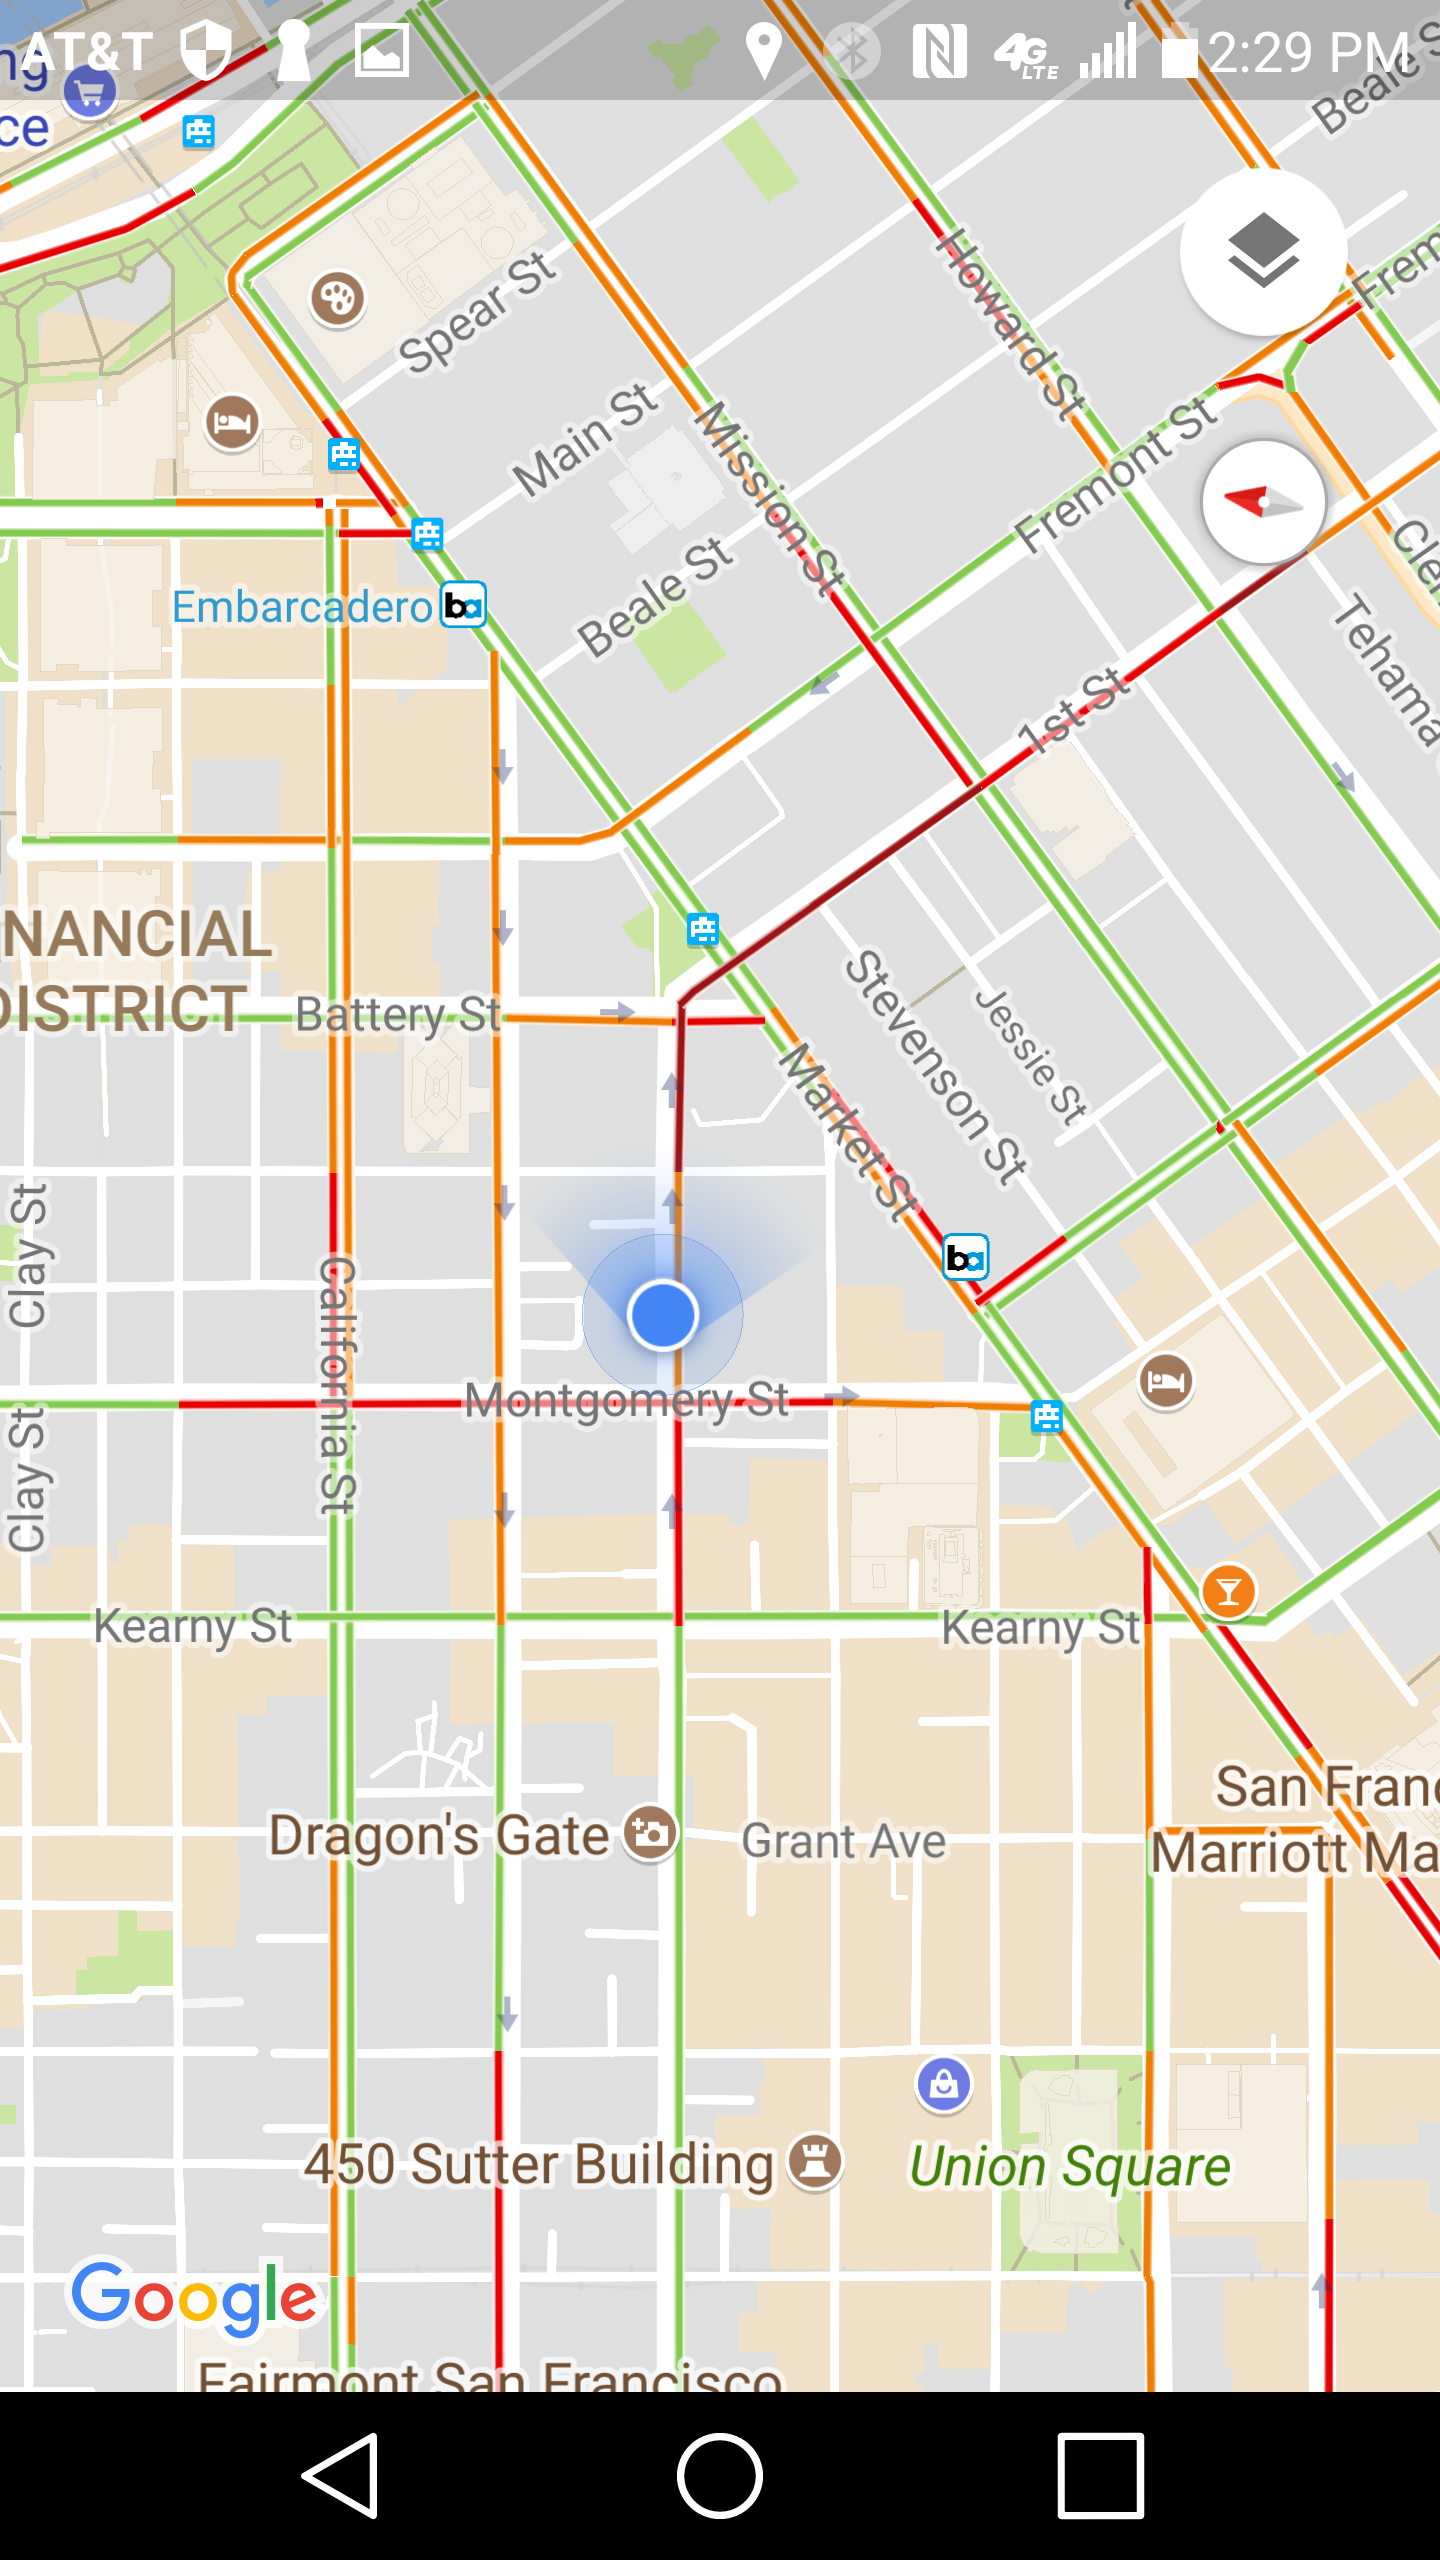 AT&T
4G LTE
2:29 PM
ng
ce
Beale S
Frem
Spear St
Howard St
Main St
Mission St
Fremont St
Beale St
Embarcadero
ba
Cle
Tehama
1st St
NANCIAL
DISTRICT
Battery St
Stevenson St
Jessie St
Market St
ba
Clay St
California St
Montgomery St
Clay St
Kearny St
Kearny St
San Franc
Marriott Ma
Dragon's Gate
Grant Ave
450 Sutter Building
Union Square
Google
Fairmont San Francisco